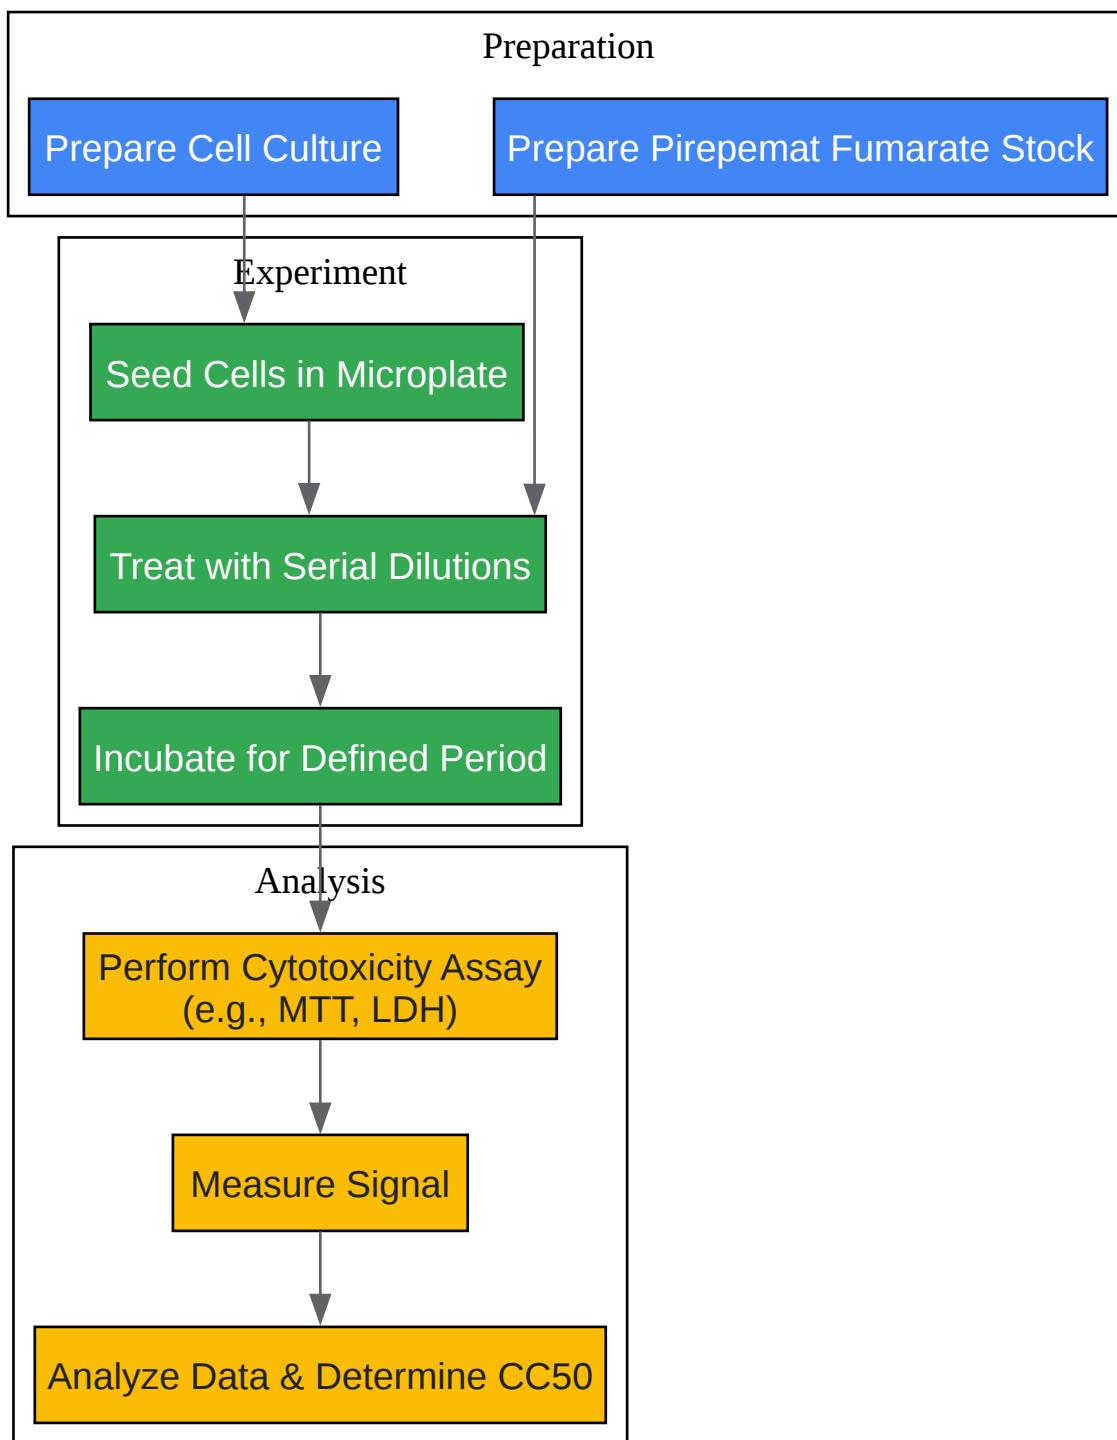 Preparation
Prepare Cell Culture
Prepare Pirepemat Fumarate Stock
Experiment
Seed Cells in Microplate
Treat with Serial Dilutions
Incubate for Defined Period
Analysis
Perform Cytotoxicity Assay
(e.g., MTT, LDH)
Measure Signal
Analyze Data & Determine CC50